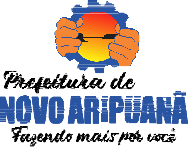 Prefeitura de
NOVO ARIPUANÃ
Fazendo mais por você